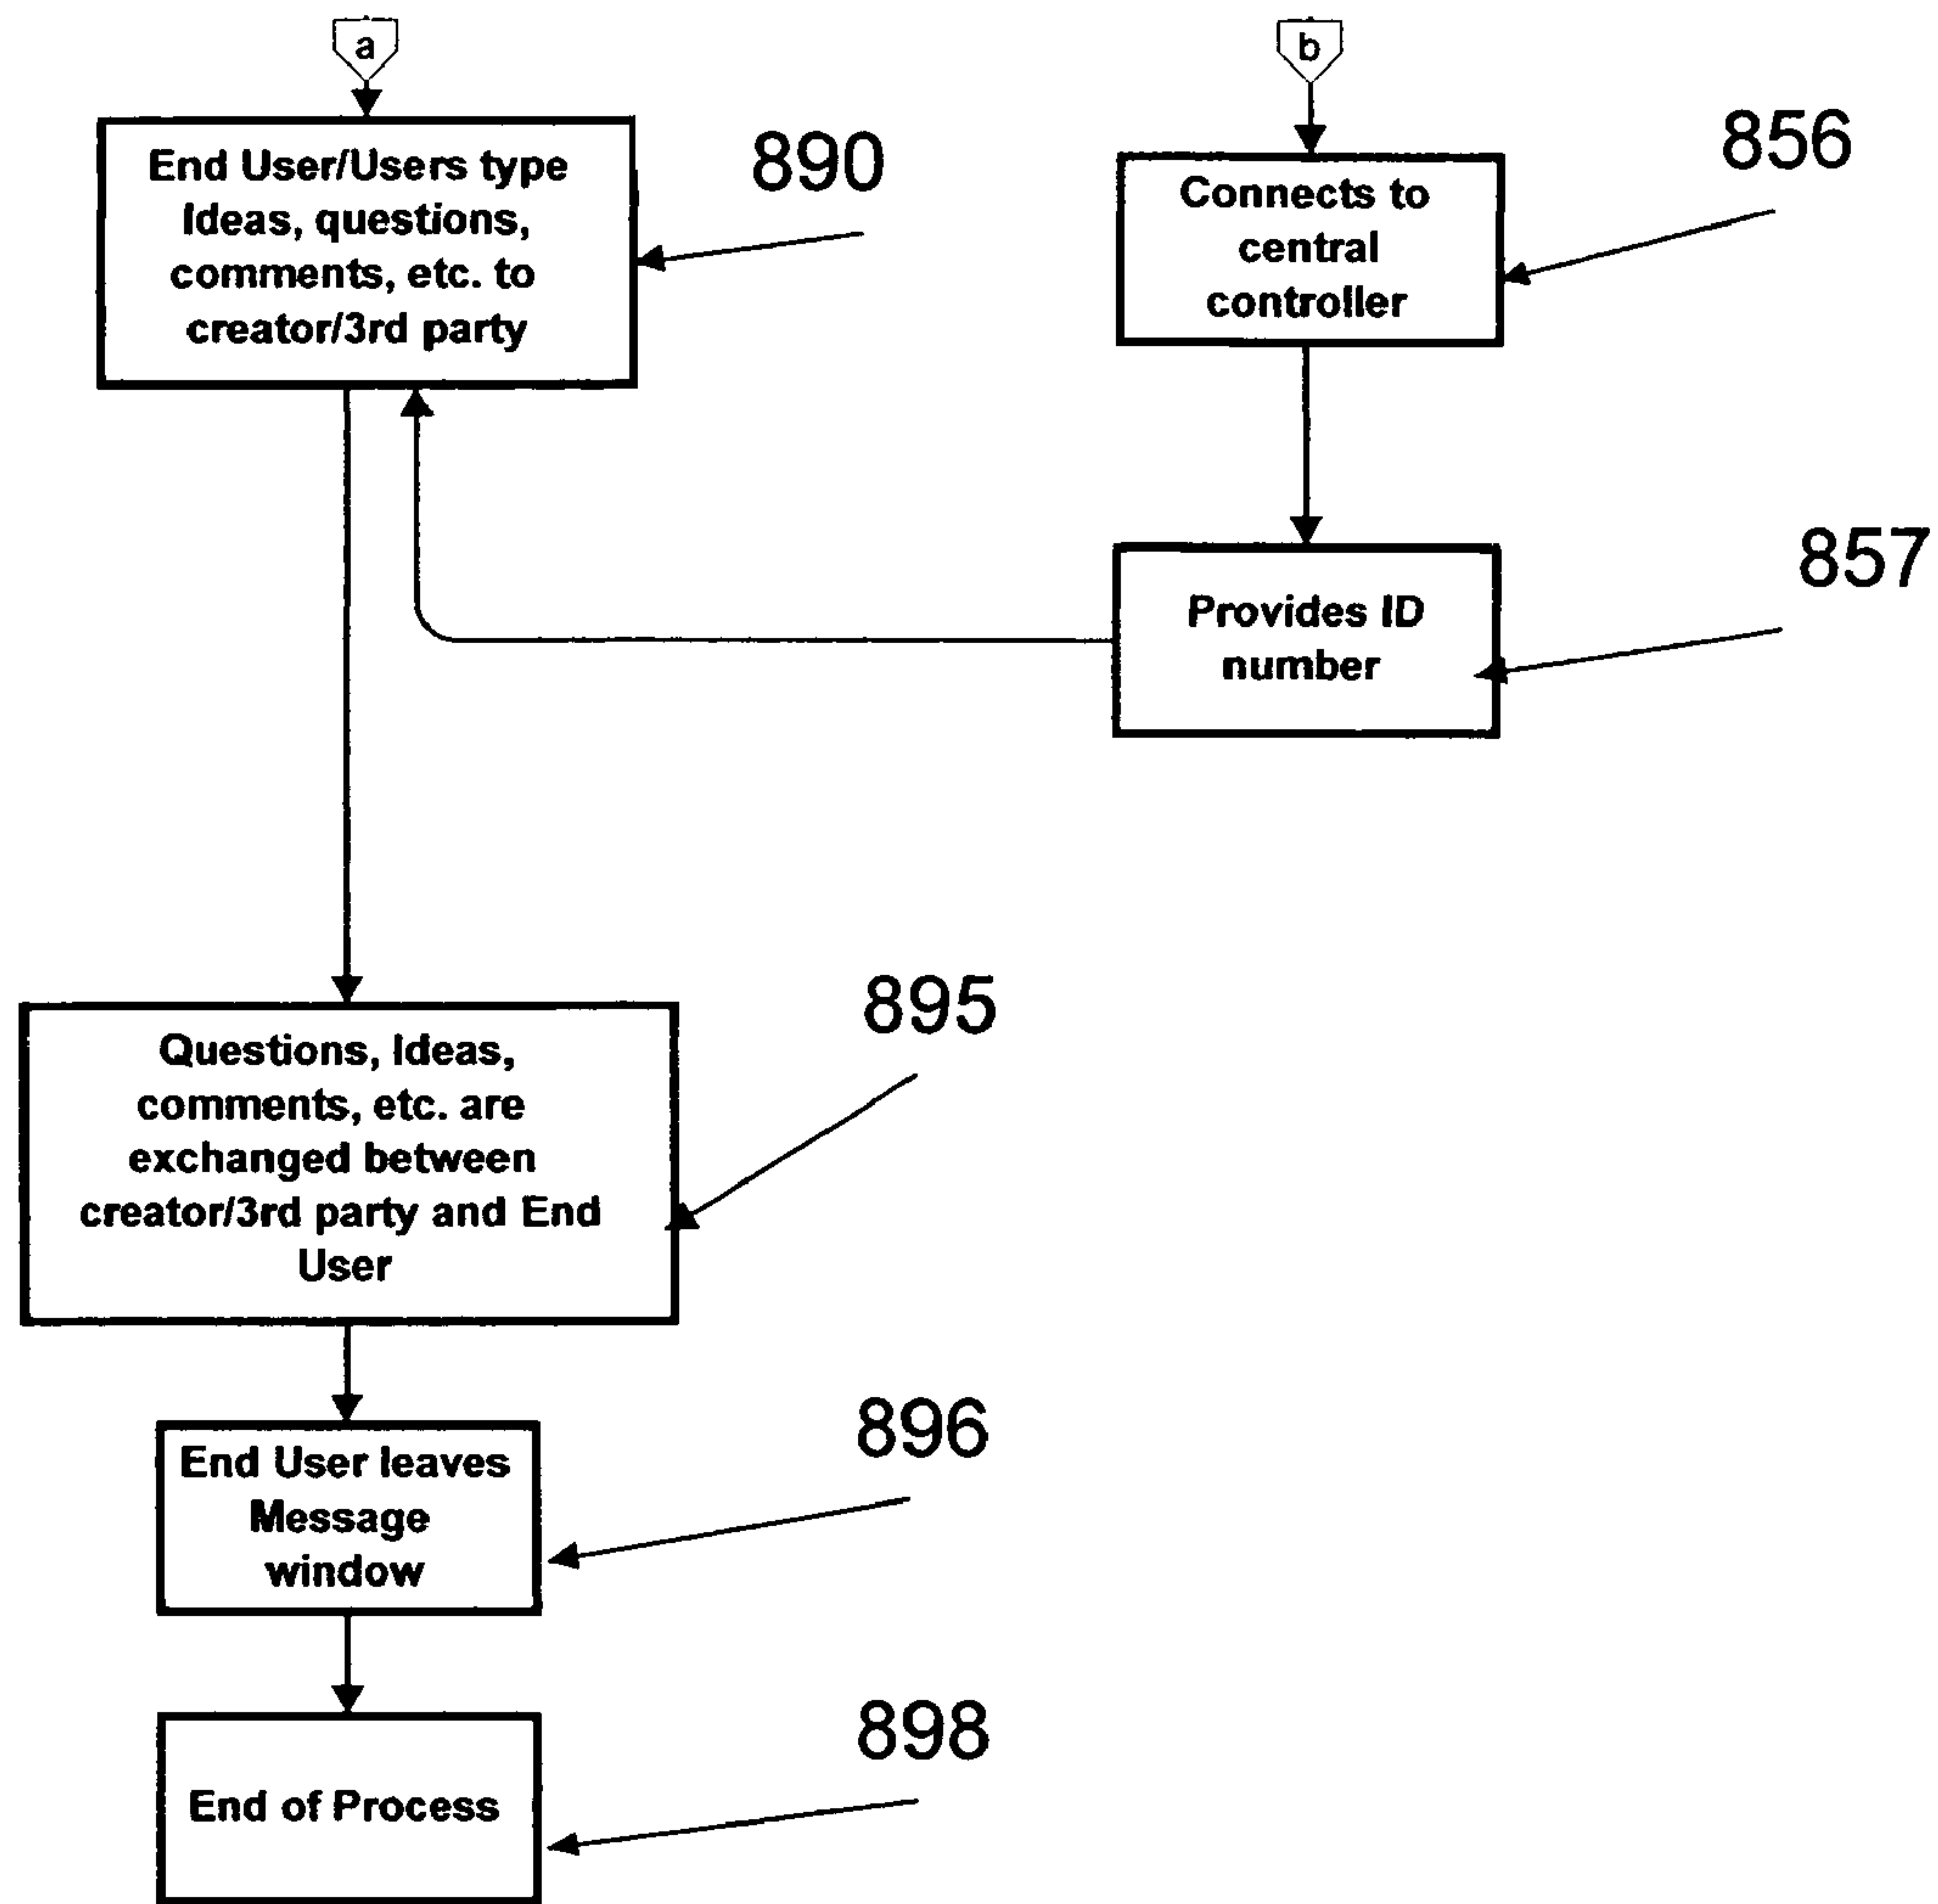 a
End User/Users type
Ideas, questions,
comments, etc. to
creator/3rd party
890
b
Connects to
central
controller
856
Provides ID
number
857
Questions, Ideas,
comments, etc. are
exchanged between
creator/3rd party and End
User
895
End User leaves
Message
window
896
End of Process
898